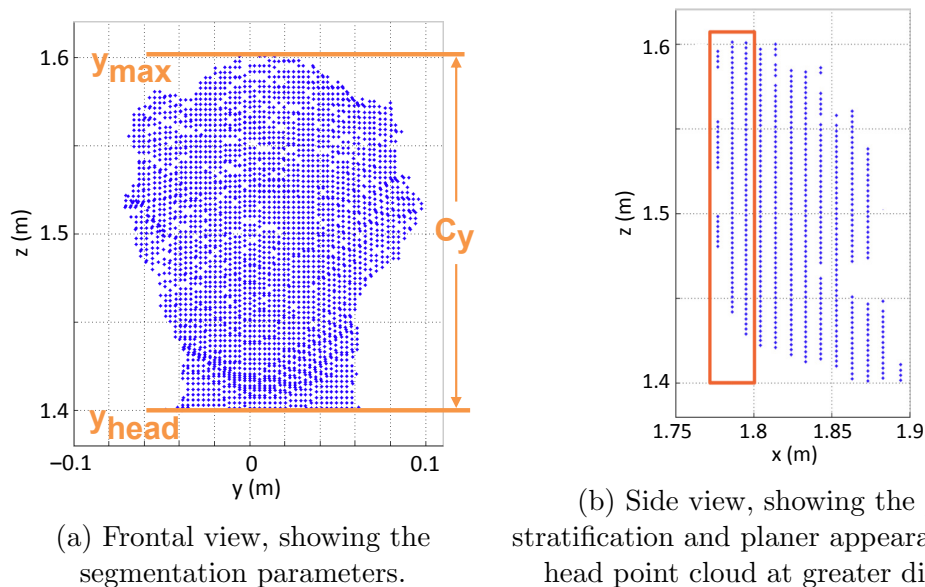 1.6
1.5
1.4
z (m)
−0.1
0
0.1
y (m)
ymax
yhead
Cy
1.6
1.5
1.4
z (m)
1.75
1.8
1.85
1.9
x (m)
(a) Frontal view, showing the
segmentation parameters.
(b) Side view, showing the
stratification and planer appeara
head point cloud at greater di